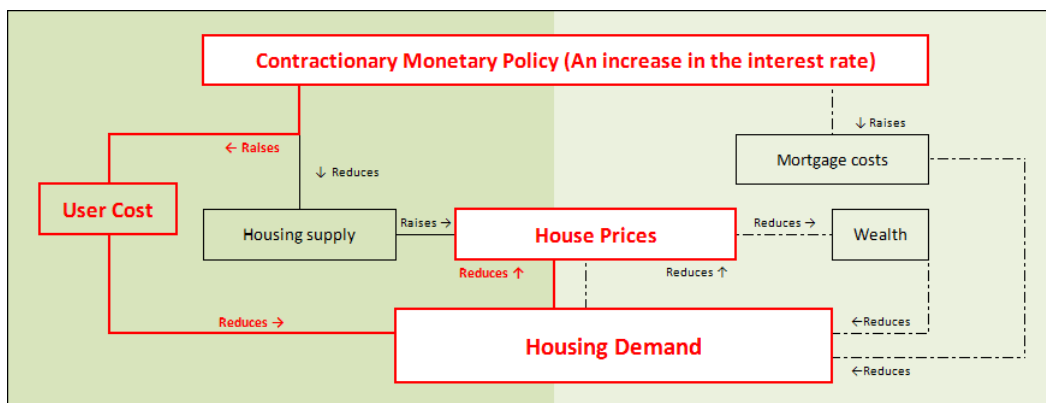 Contractionary Monetary Policy (An increase in the interest rate)
↓ Raises
← Raises
Mortgage costs
↓ Reduces
User Cost
Housing supply
Raises →
House Prices
Reduces →
Wealth
Reduces ↑
Reduces ↑
Reduces →
←Reduces
Housing Demand
←Reduces